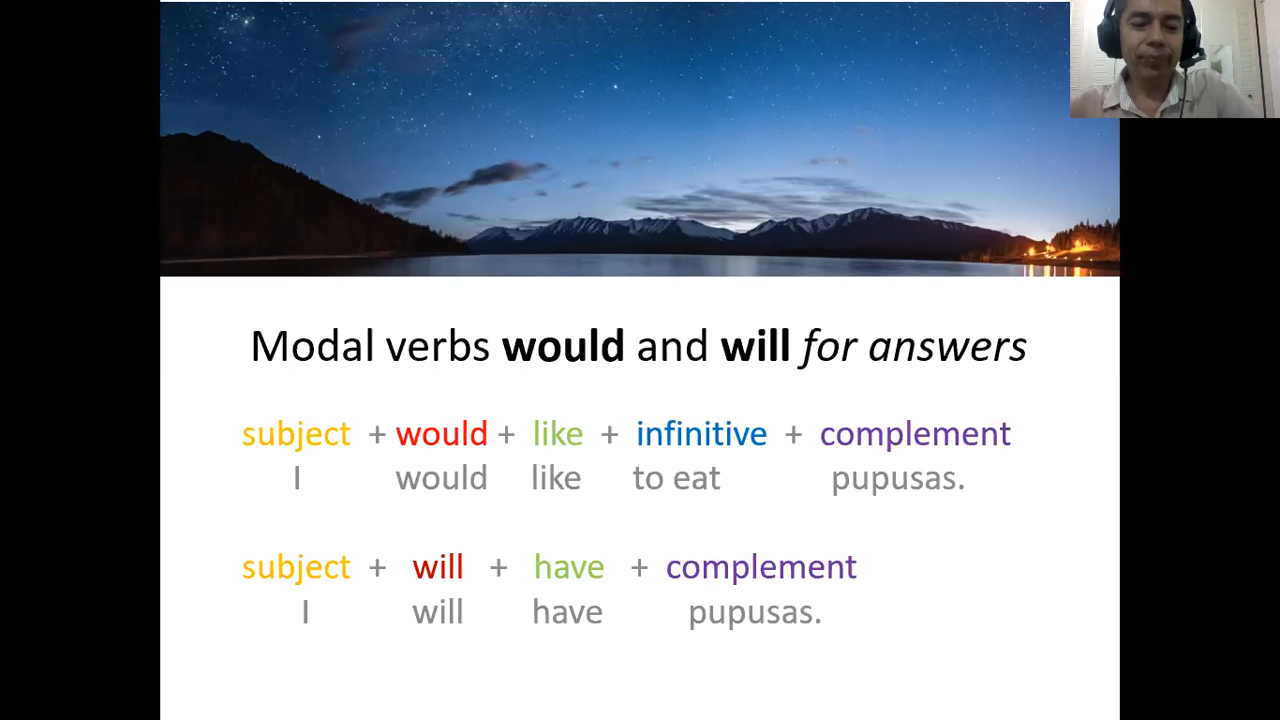 Modal verbs would and will for answers
subject + would + like + infinitive + complement
I would like to eat pupusas.
subject + will + have + complement
I will have pupusas.